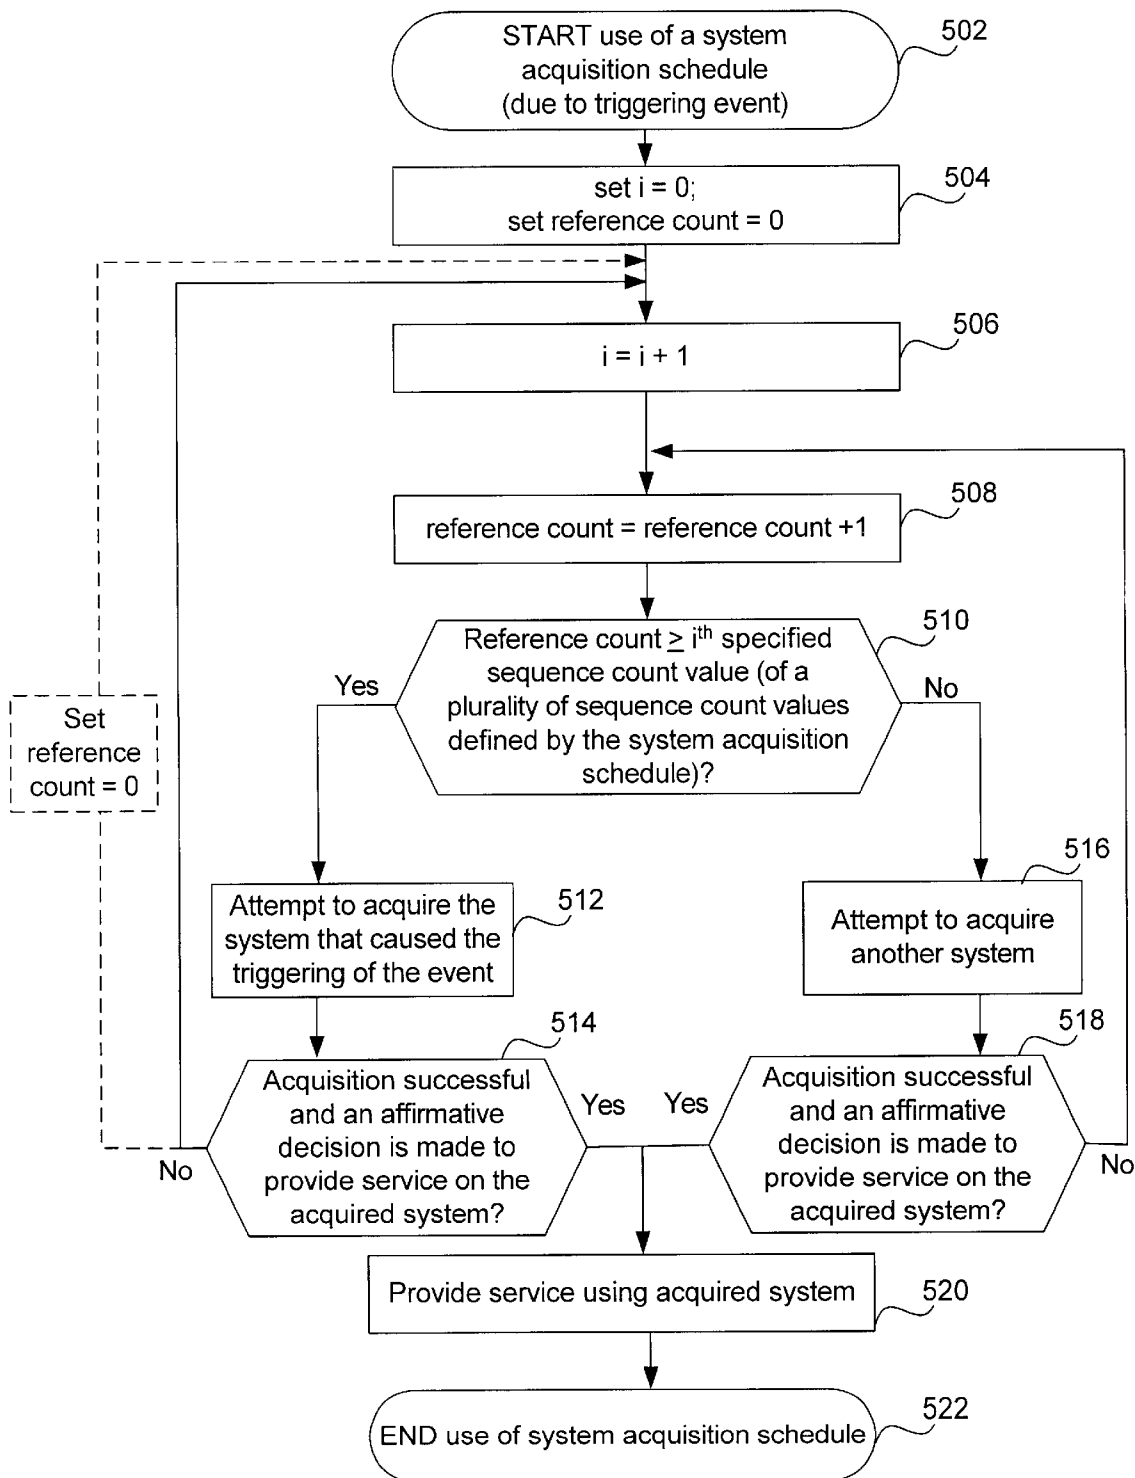 START use of a system
acquisition schedule
(due to triggering event)
502
set i = 0;
set reference count = 0
504
i = i + 1
506
reference count = reference count +1
508
Reference count ≥ iᵗʰ specified
sequence count value (of a
plurality of sequence count values
defined by the system acquisition
schedule)?
510
Yes
No
Set
reference
count = 0
Attempt to acquire the
system that caused the
triggering of the event
512
Attempt to acquire
another system
516
Acquisition successful
and an affirmative
decision is made to
provide service on the
acquired system?
514
Yes
No
Acquisition successful
and an affirmative
decision is made to
provide service on the
acquired system?
518
Yes
No
Provide service using acquired system
520
END use of system acquisition schedule
522